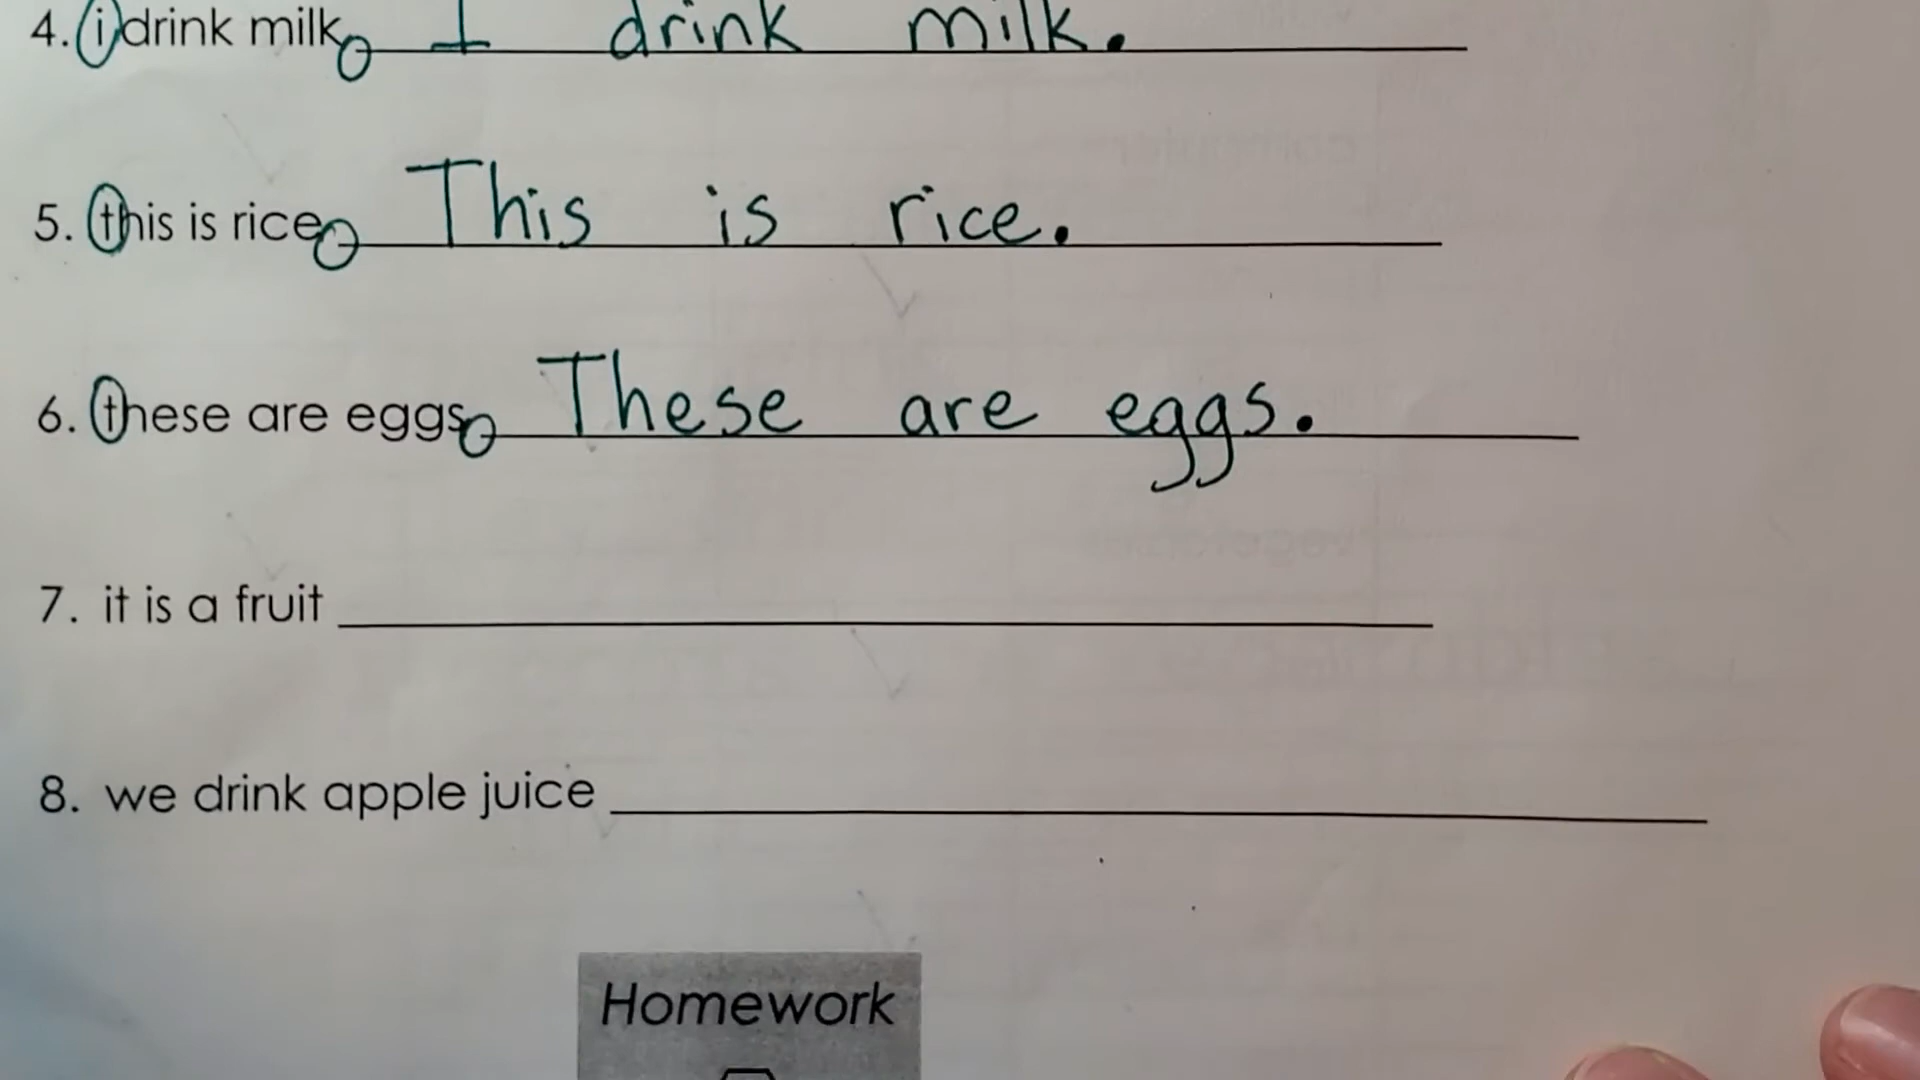 4. i drink milk I drink milk.
5. this is rice This is rice.
6. these are eggs These are eggs.
7. it is a fruit
8. we drink apple juice
Homework